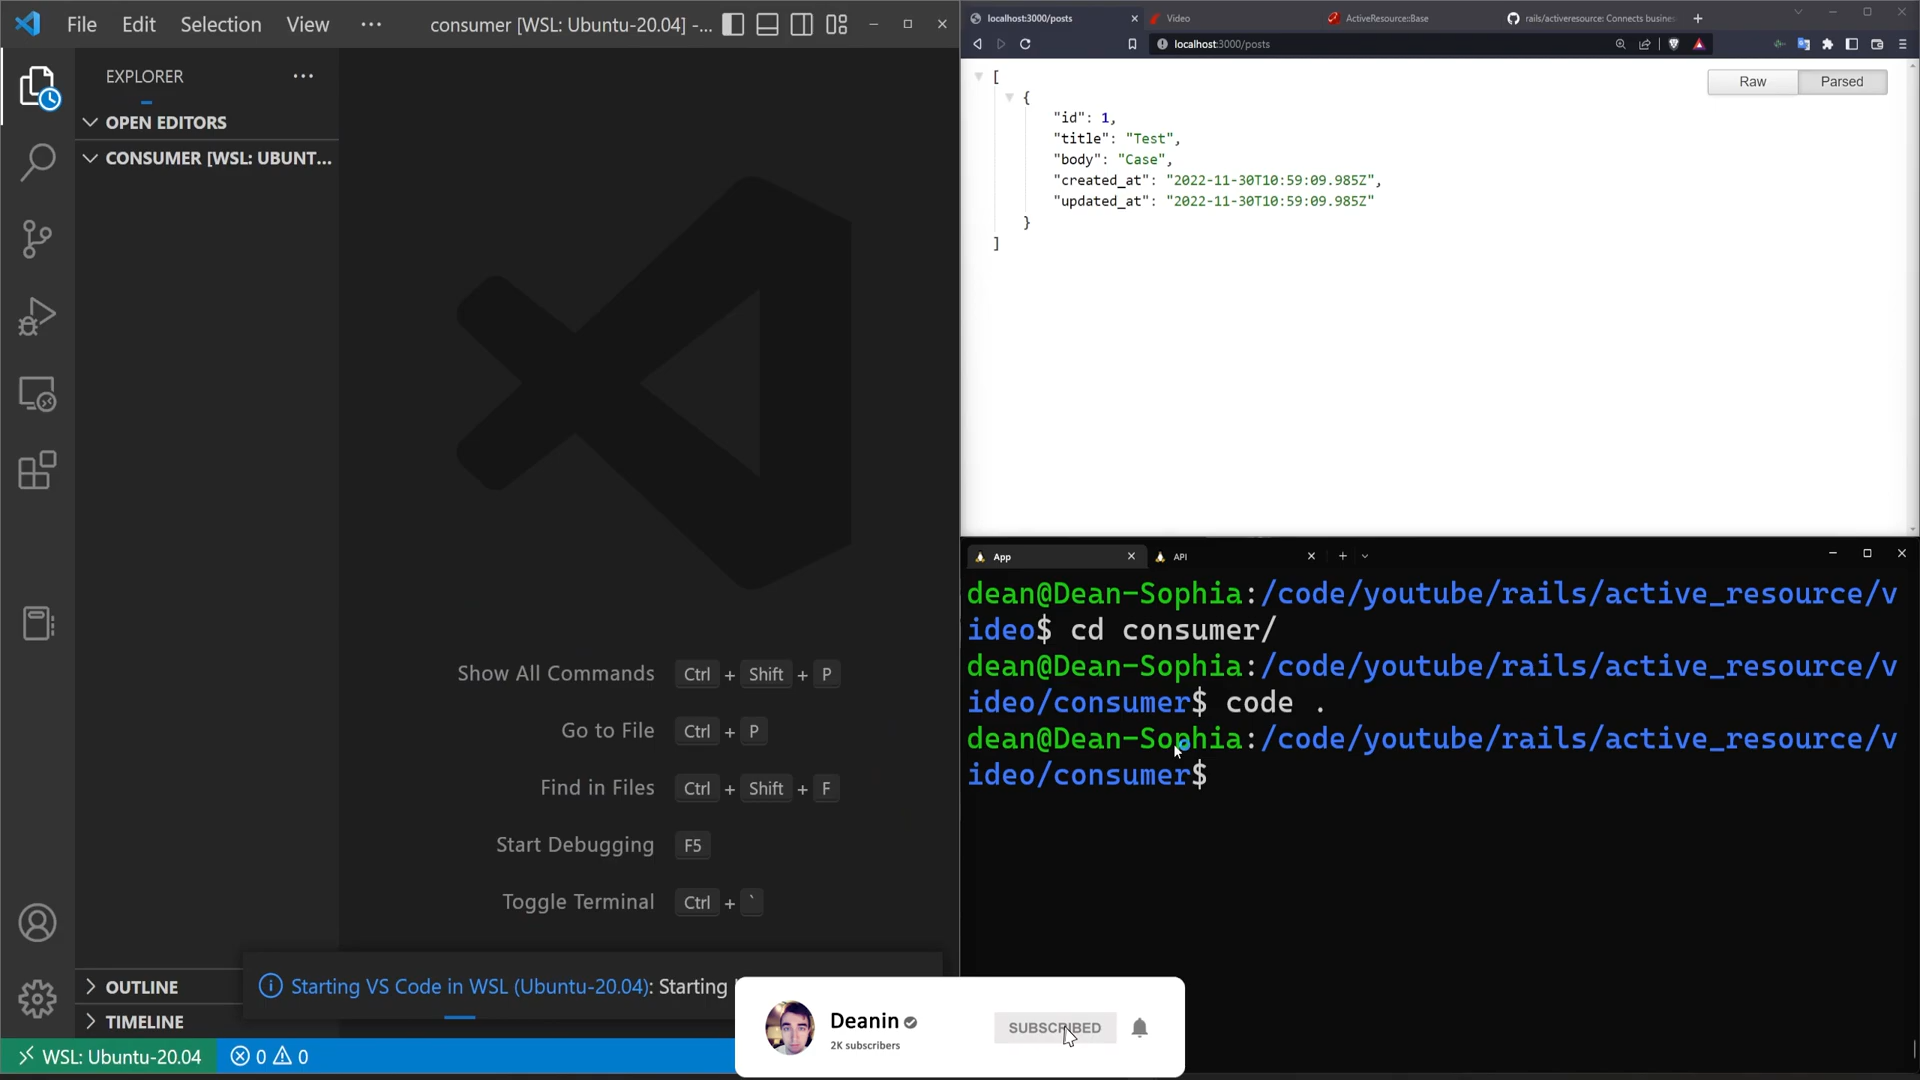 File Edit Selection View ··· consumer [WSL: Ubuntu-20.04] -...
EXPLORER ···
OPEN EDITORS
CONSUMER [WSL: UBUNT...
Show All Commands Ctrl + Shift + P
Go to File Ctrl + P
Find in Files Ctrl + Shift + F
Start Debugging F5
Toggle Terminal Ctrl + `
OUTLINE
TIMELINE
Starting VS Code in WSL (Ubuntu-20.04): Starting
WSL: Ubuntu-20.04 0 0
localhost:3000/posts Video ActiveResource::Base rails/activeresource: Connects busines
localhost:3000/posts
Raw Parsed
[
{
"id": 1,
"title": "Test",
"body": "Case",
"created_at": "2022-11-30T10:59:09.985Z",
"updated_at": "2022-11-30T10:59:09.985Z"
}
]
App API
dean@Dean-Sophia:/code/youtube/rails/active_resource/v
ideo$ cd consumer/
dean@Dean-Sophia:/code/youtube/rails/active_resource/v
ideo/consumer$ code .
dean@Dean-Sophia:/code/youtube/rails/active_resource/v
ideo/consumer$
Deanin
2K subscribers
SUBSCRIBED